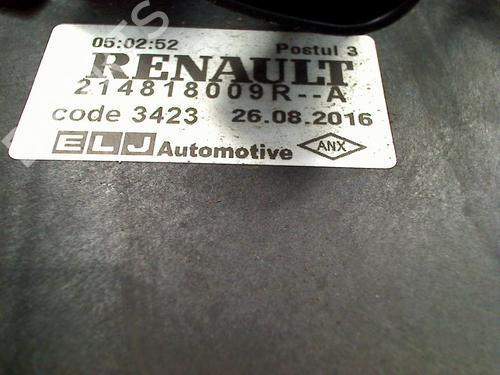 05:02:52 Postul 3
RENAULT
214818009R--A
code 3423 26.08.2016
ELJ Automotive ANX